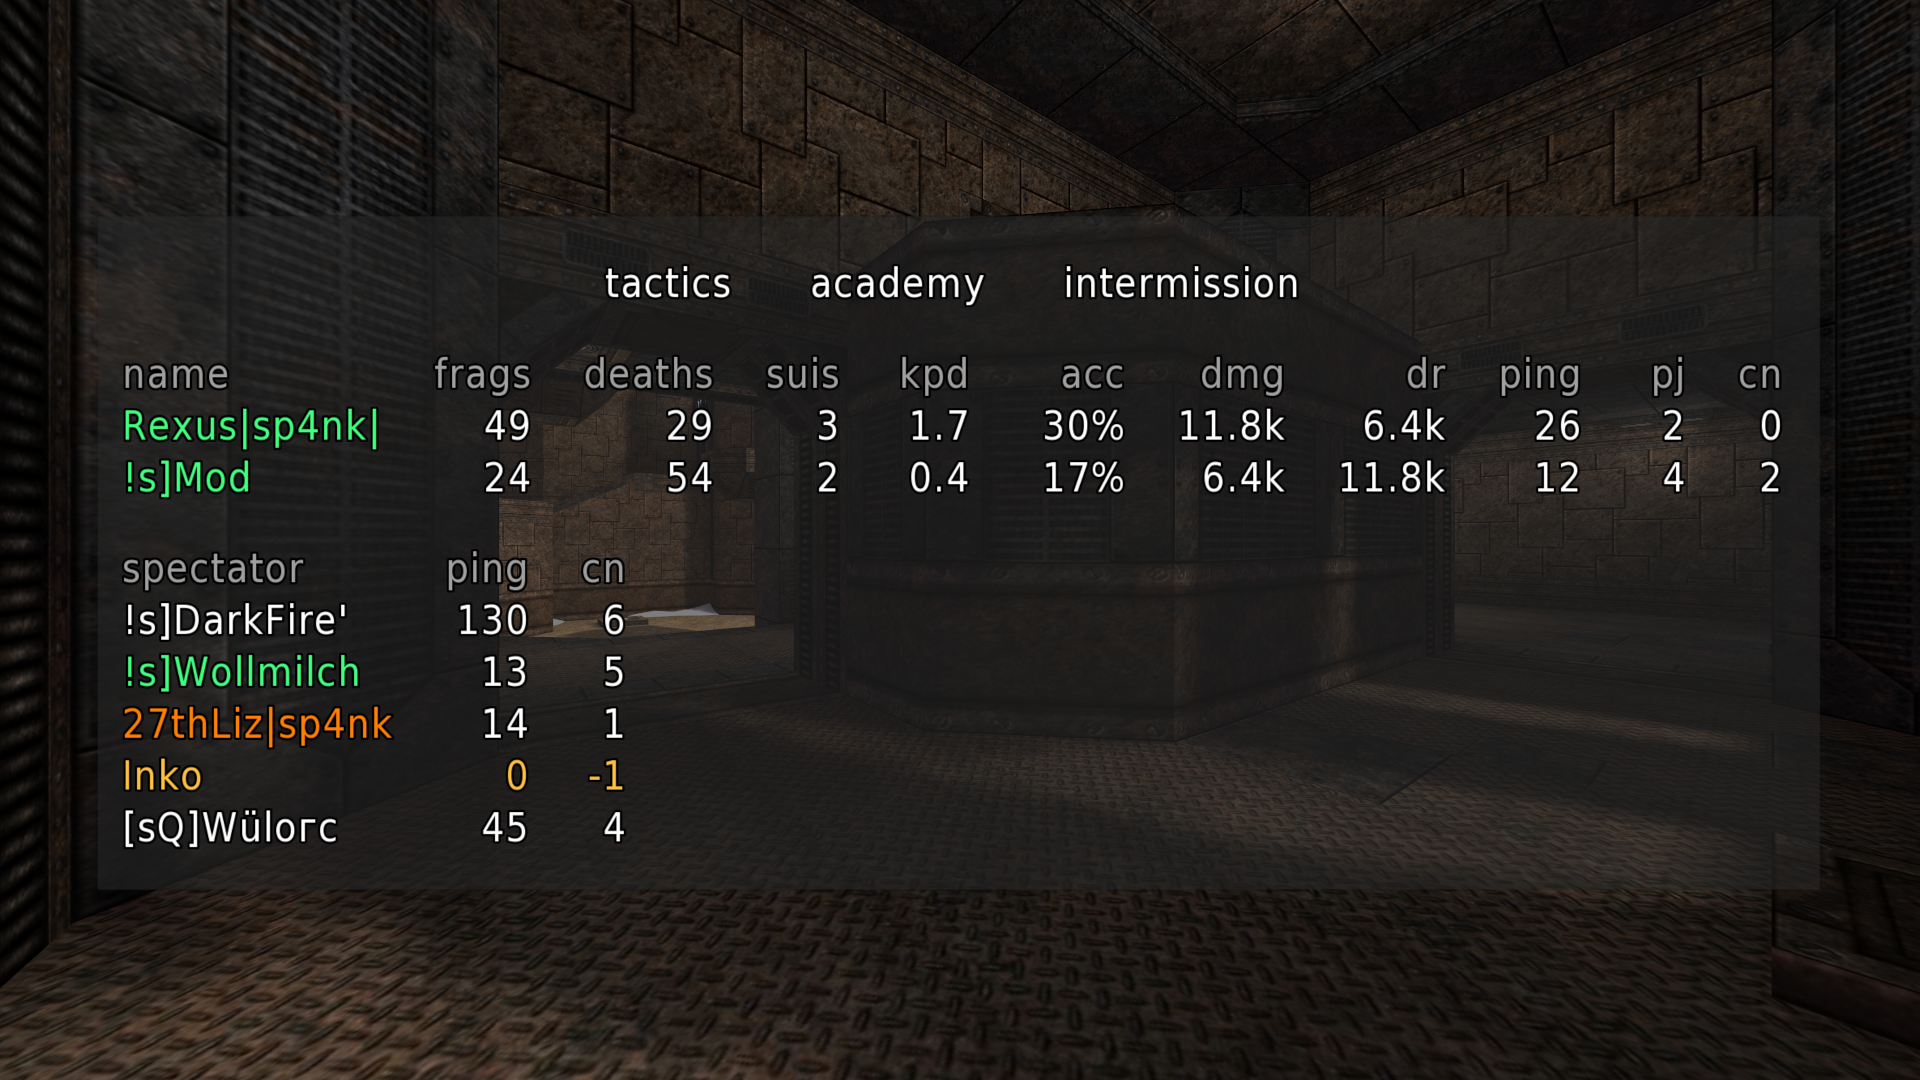 tactics academy intermission
name frags deaths suis kpd acc dmg dr ping pj cn
Rexus|sp4nk| 49 29 3 1.7 30% 11.8k 6.4k 26 2 0
!s]Mod 24 54 2 0.4 17% 6.4k 11.8k 12 4 2
spectator ping cn
!s]DarkFire' 130 6
!s]Wollmilch 13 5
27thLiz|sp4nk 14 1
Inko 0 -1
[sQ]Wülorc 45 4